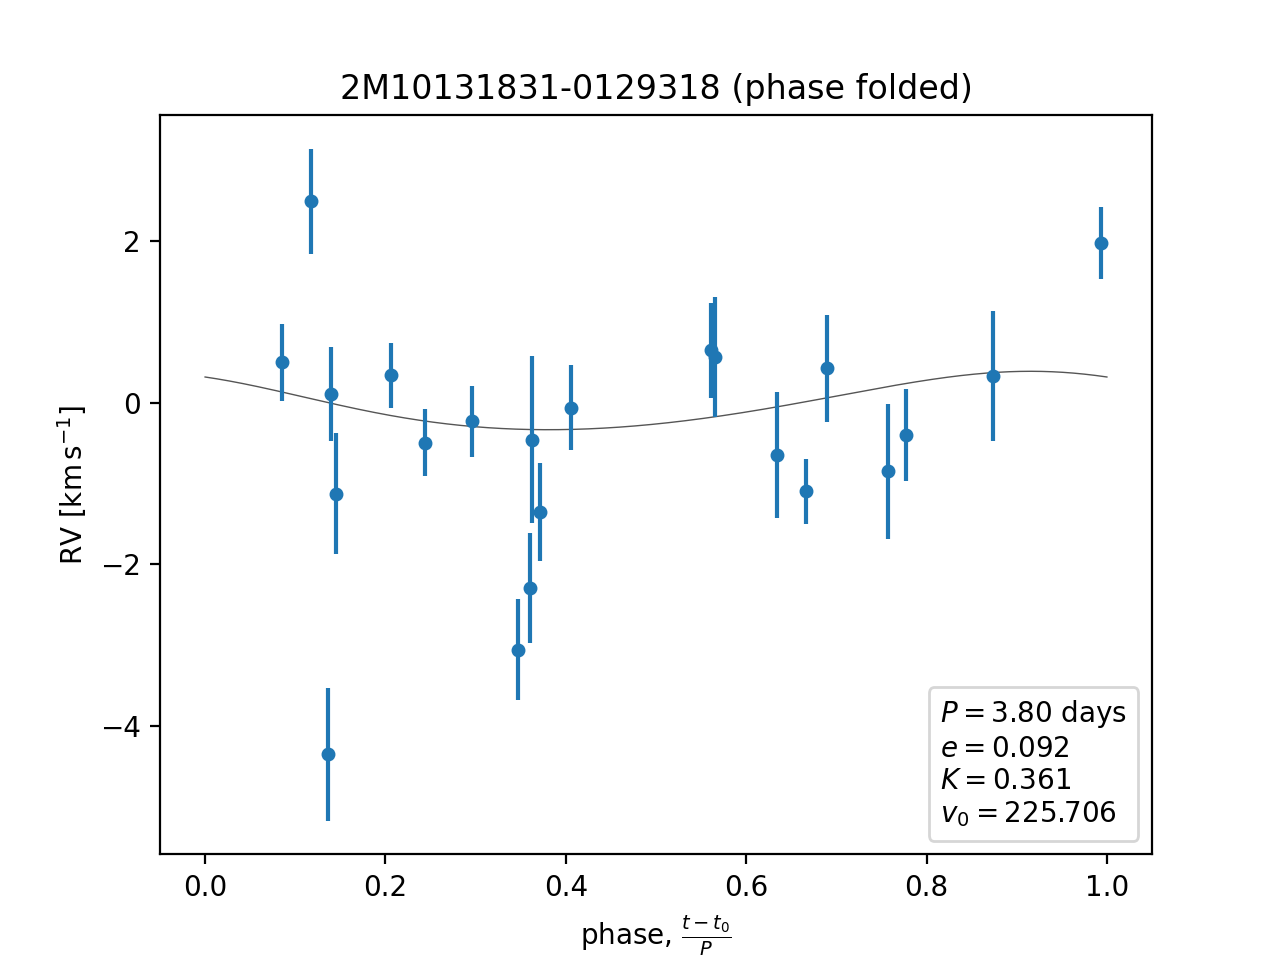 2M10131831-0129318 (phase folded)
RV [km s⁻¹]
2
0
−2
−4
0.0 0.2 0.4 0.6 0.8 1.0
phase, (t − t₀)/P
P = 3.80 days
e = 0.092
K = 0.361
v₀ = 225.706